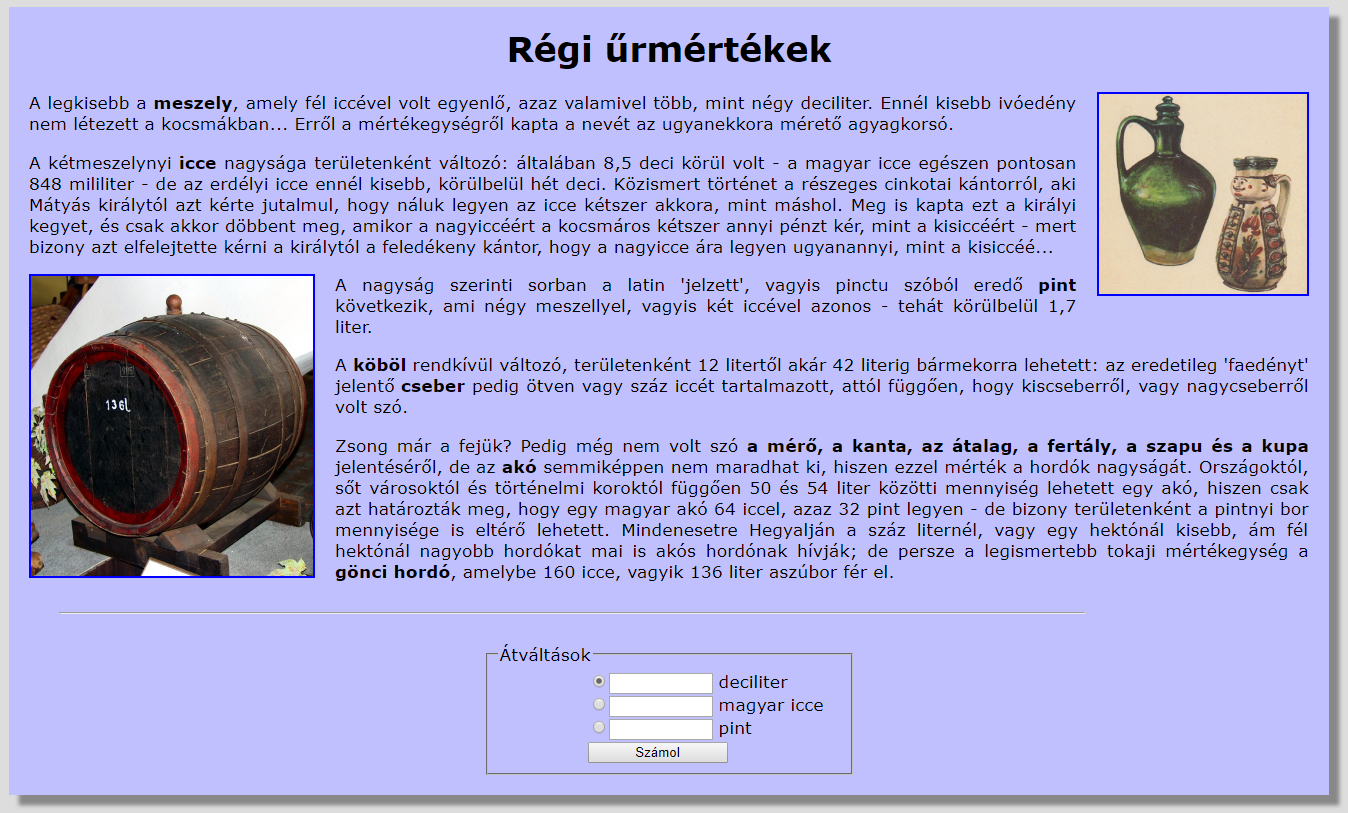 Régi űrmértékek
A legkisebb a meszely, amely fél iccével volt egyenlő, azaz valamivel több, mint négy deciliter. Ennél kisebb ivóedény
nem létezett a kocsmákban... Erről a mértékegységről kapta a nevét az ugyanekkora mérető agyagkorsó.
A kétmeszelynyi icce nagysága területenként változó: általában 8,5 deci körül volt - a magyar icce egészen pontosan
848 mililiter - de az erdélyi icce ennél kisebb, körülbelül hét deci. Közismert történet a részeges cinkotai kántorról, aki
Mátyás királytól azt kérte jutalmul, hogy náluk legyen az icce kétszer akkora, mint máshol. Meg is kapta ezt a királyi
kegyet, és csak akkor döbbent meg, amikor a nagyiccéért a kocsmáros kétszer annyi pénzt kér, mint a kisiccéért - mert
bizony azt elfelejtette kérni a királytól a feledékeny kántor, hogy a nagyicce ára legyen ugyanannyi, mint a kisiccéé...
A nagyság szerinti sorban a latin 'jelzett', vagyis pinctu szóból eredő pint
következik, ami négy meszellyel, vagyis két iccével azonos - tehát körülbelül 1,7
liter.
A köböl rendkívül változó, területenként 12 litertől akár 42 literig bármekorra lehetett: az eredetileg 'faedényt'
jelentő cseber pedig ötven vagy száz iccét tartalmazott, attól függően, hogy kiscseberről, vagy nagycseberről
volt szó.
Zsong már a fejük? Pedig még nem volt szó a mérő, a kanta, az átalag, a fertály, a szapu és a kupa
jelentéséről, de az akó semmiképpen nem maradhat ki, hiszen ezzel mérték a hordók nagyságát. Országoktól,
sőt városoktól és történelmi koroktól függően 50 és 54 liter közötti mennyiség lehetett egy akó, hiszen csak
azt határozták meg, hogy egy magyar akó 64 iccel, azaz 32 pint legyen - de bizony területenként a pintnyi bor
mennyisége is eltérő lehetett. Mindenesetre Hegyalján a száz liternél, vagy egy hektónál kisebb, ám fél
hektónál nagyobb hordókat mai is akós hordónak hívják; de persze a legismertebb tokaji mértékegység a
gönci hordó, amelybe 160 icce, vagyik 136 liter aszúbor fér el.
136l
Átváltások
deciliter
magyar icce
pint
Számol